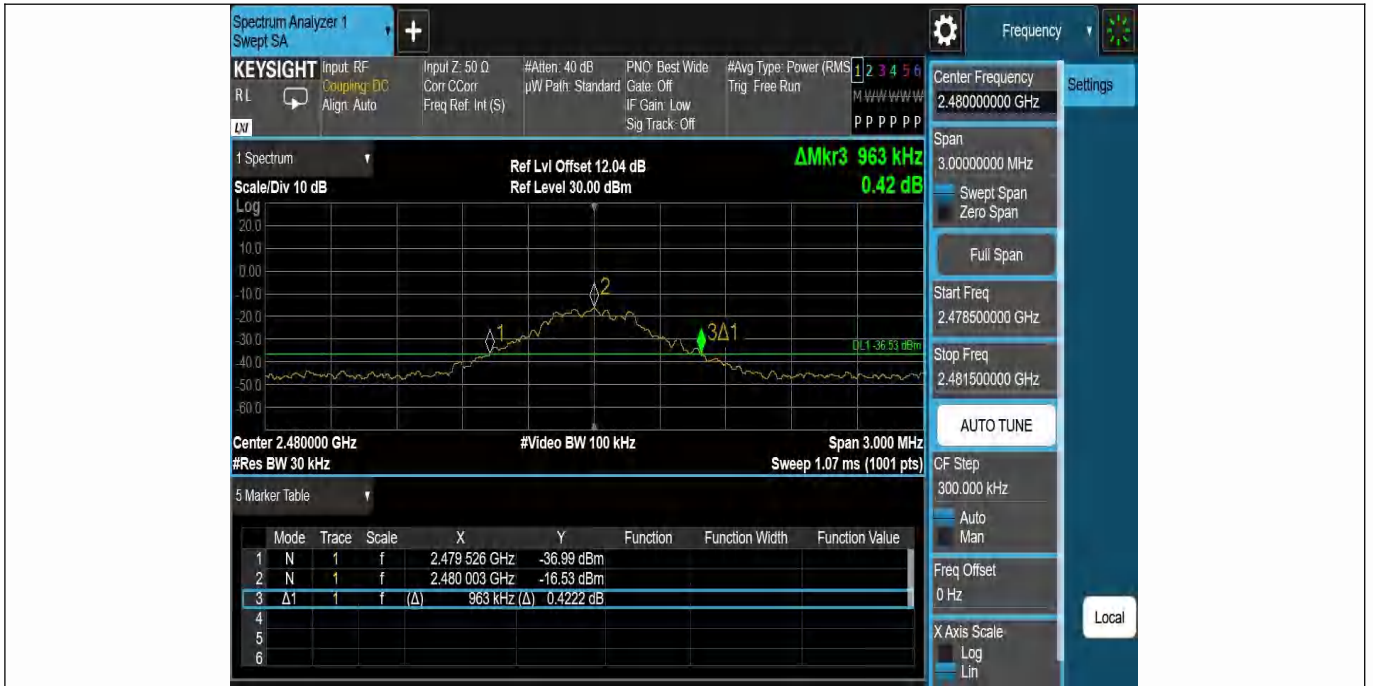 Spectrum Analyzer 1
Swept SA
+
Frequency
KEYSIGHT
RL
LXI
Input: RF
Coupling: DC
Align: Auto
Input Z: 50 Ω
Corr CCorr
Freq Ref: Int (S)
#Atten: 40 dB
µW Path: Standard
PNO: Best Wide
Gate: Off
IF Gain: Low
Sig Track: Off
#Avg Type: Power (RMS
Trig: Free Run
1 2 3 4 5 6
M W W W W W
P P P P P P
1 Spectrum
Scale/Div 10 dB
Ref Lvl Offset 12.04 dB
Ref Level 30.00 dBm
ΔMkr3 963 kHz
0.42 dB
Log
20.0
10.0
0.00
-10.0
-20.0
-30.0
-40.0
-50.0
-60.0
1
2
3Δ1
DL1 -36.53 dBm
Center 2.480000 GHz
#Video BW 100 kHz
Span 3.000 MHz
#Res BW 30 kHz
Sweep 1.07 ms (1001 pts)
5 Marker Table
Mode Trace Scale X Y Function Function Width Function Value
1 N 1 f 2.479 526 GHz -36.99 dBm
2 N 1 f 2.480 003 GHz -16.53 dBm
3 Δ1 1 f (Δ) 963 kHz (Δ) 0.4222 dB
4
5
6
Center Frequency
2.480000000 GHz
Settings
Span
3.00000000 MHz
Swept Span
Zero Span
Full Span
Start Freq
2.478500000 GHz
Stop Freq
2.481500000 GHz
AUTO TUNE
CF Step
300.000 kHz
Auto
Man
Freq Offset
0 Hz
Local
X Axis Scale
Log
Lin